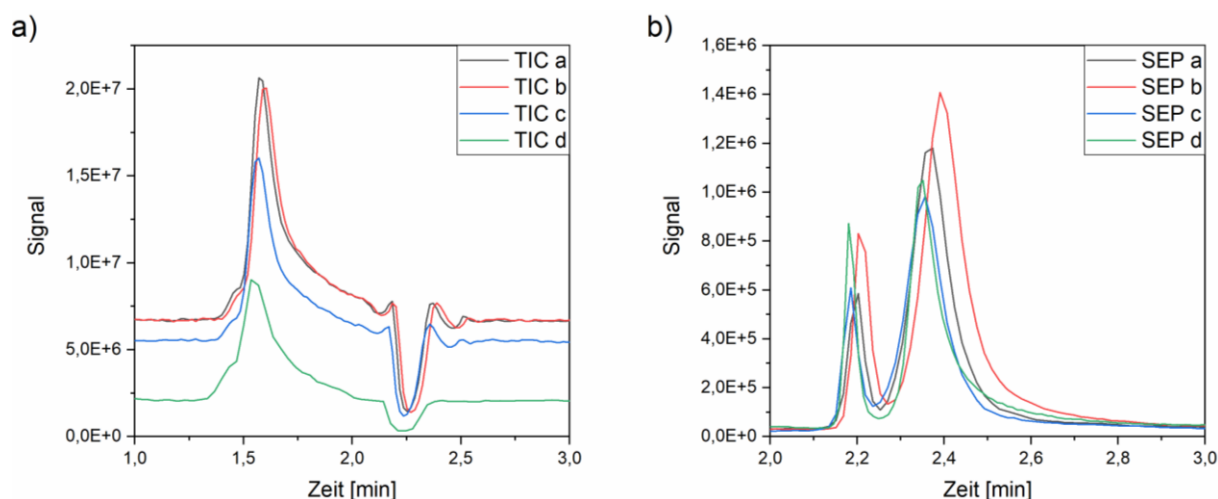 a)
TIC a
TIC b
TIC c
TIC d
2,0E+7
1,5E+7
1,0E+7
5,0E+6
0,0E+0
Signal
1,0 1,5 2,0 2,5 3,0
Zeit [min]
b)
SEP a
SEP b
SEP c
SEP d
1,6E+6
1,4E+6
1,2E+6
1,0E+6
8,0E+5
6,0E+5
4,0E+5
2,0E+5
0,0E+0
Signal
2,0 2,2 2,4 2,6 2,8 3,0
Zeit [min]